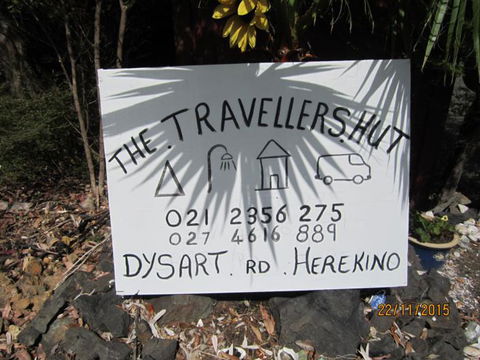 THE. TRAVELLERS. HUT
021 2356 275
027 4616 889
DYSART. RD. HEREKINO
22/11/2015